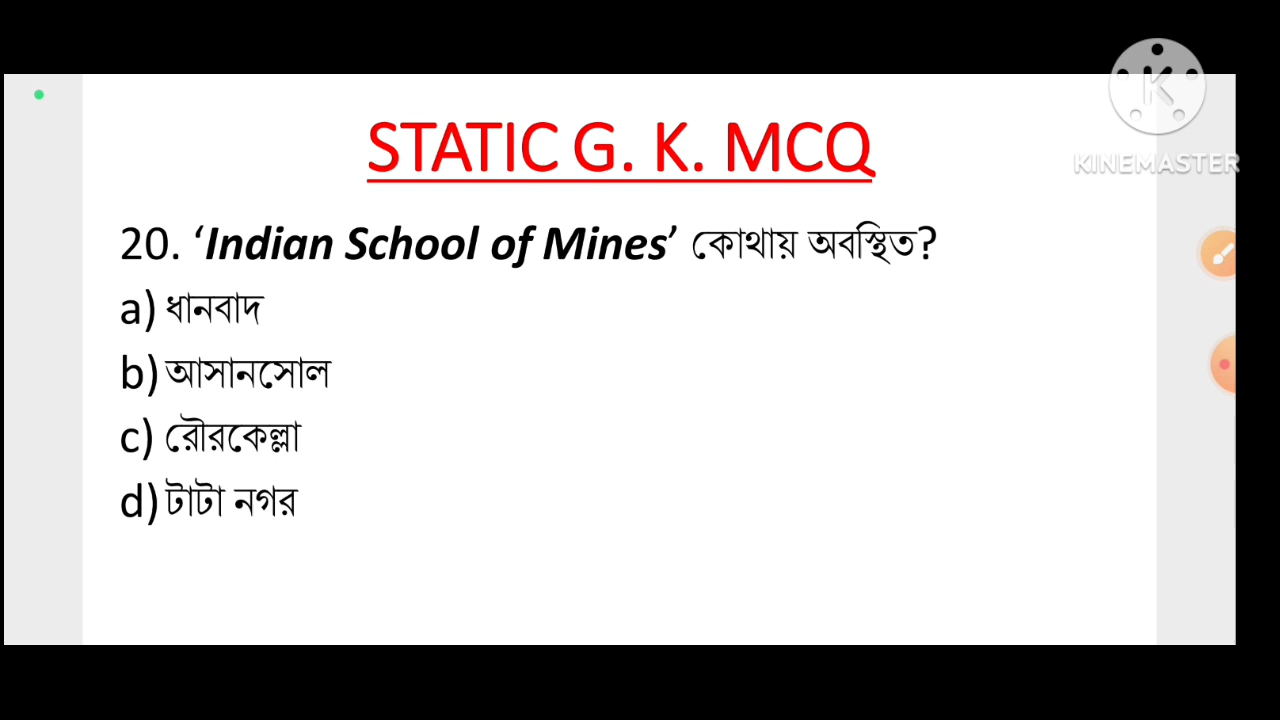 STATIC G. K. MCQ
KINEMASTER
20. ‘Indian School of Mines’ কোথায় অবস্থিত?
a) ধানবাদ
b) আসানসোল
c) রৌরকেল্লা
d) টাটা নগর